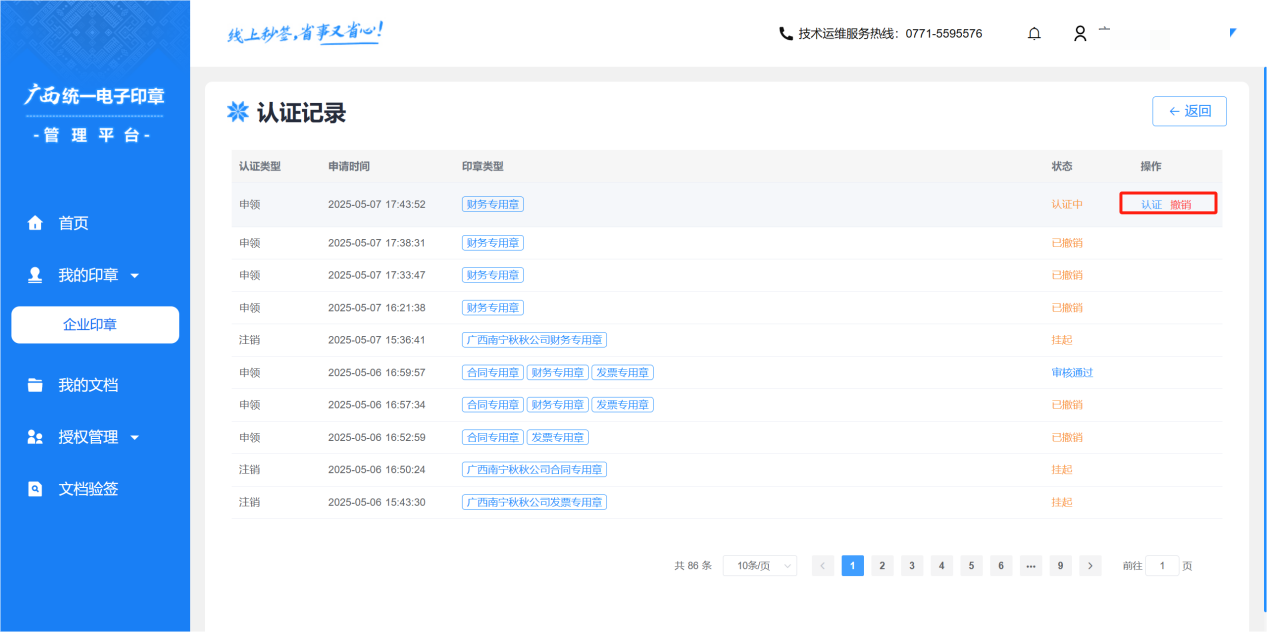 线上秒签,省事又省心!
技术运维服务热线：0771-5595576
广西统一电子印章
-管理平台-
首页
我的印章
企业印章
我的文档
授权管理
文档验签
认证记录
← 返回
认证类型 申请时间 印章类型 状态 操作
申领 2025-05-07 17:43:52 财务专用章 认证中 认证 撤销
申领 2025-05-07 17:38:31 财务专用章 已撤销
申领 2025-05-07 17:33:47 财务专用章 已撤销
申领 2025-05-07 16:21:38 财务专用章 已撤销
注销 2025-05-07 15:36:41 广西南宁秋秋公司财务专用章 挂起
申领 2025-05-06 16:59:57 合同专用章 财务专用章 发票专用章 审核通过
申领 2025-05-06 16:57:34 合同专用章 财务专用章 发票专用章 已撤销
申领 2025-05-06 16:52:59 合同专用章 发票专用章 已撤销
注销 2025-05-06 16:50:24 广西南宁秋秋公司合同专用章 挂起
注销 2025-05-06 15:43:30 广西南宁秋秋公司发票专用章 挂起
共 86 条 10条/页 < 1 2 3 4 5 6 ··· 9 > 前往 1 页